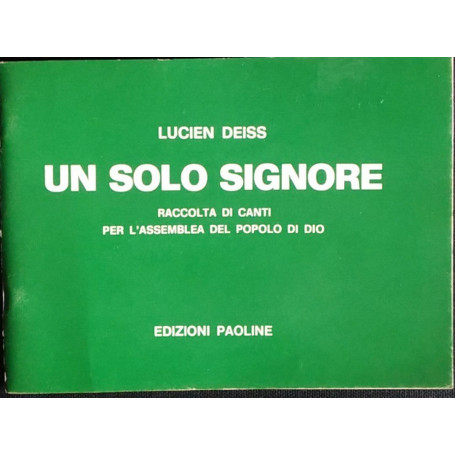 LUCIEN DEISS
UN SOLO SIGNORE
RACCOLTA DI CANTI
PER L'ASSEMBLEA DEL POPOLO DI DIO
EDIZIONI PAOLINE